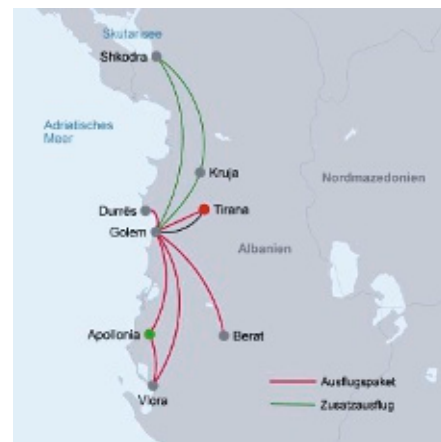 Skutarisee
Shkodra
Adriatisches
Meer
Kruja
Nordmazedonien
Durrës
Tirana
Golem
Albanien
Apollonia
Berat
Vlora
Ausflugspaket
Zusatzausflug